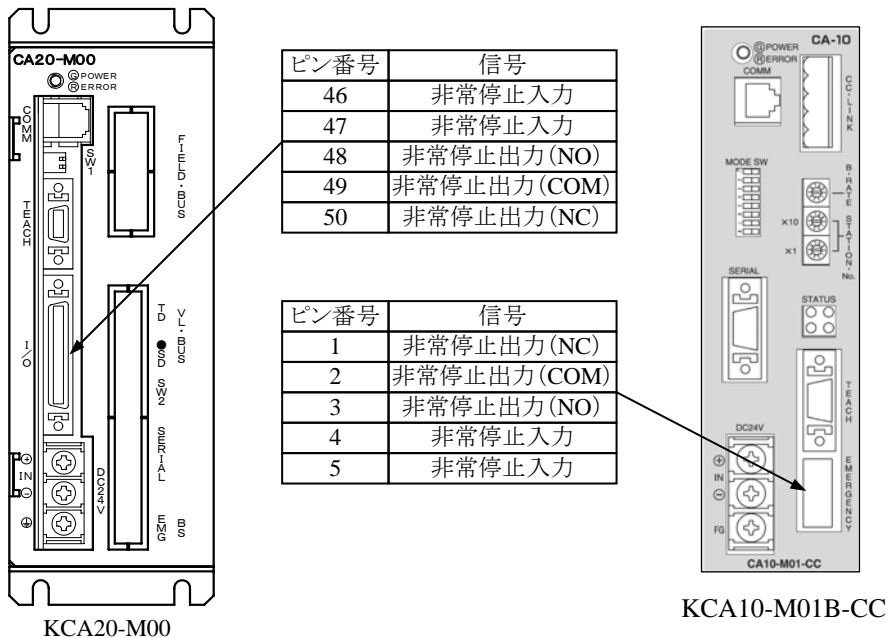 CA20-M00
Ⓖ POWER
Ⓡ ERROR
COMM
SW1
TEACH
I/O
FIELD・BUS
TD
VL・BUS
●SD
SW2
SERIAL
⊕
IN
⊖
DC24V
EMG
BS
KCA20-M00
ピン番号 信号
46 非常停止入力
47 非常停止入力
48 非常停止出力(NO)
49 非常停止出力(COM)
50 非常停止出力(NC)
ピン番号 信号
1 非常停止出力(NC)
2 非常停止出力(COM)
3 非常停止出力(NO)
4 非常停止入力
5 非常停止入力
CA-10
Ⓖ POWER
Ⓡ ERROR
COMM
CC-LINK
MODE SW
B・RATE
×10
×1
STATION・No.
SERIAL
STATUS
TEACH
DC24V
⊕
IN
⊖
FG
EMERGENCY
CA10-M01-CC
KCA10-M01B-CC